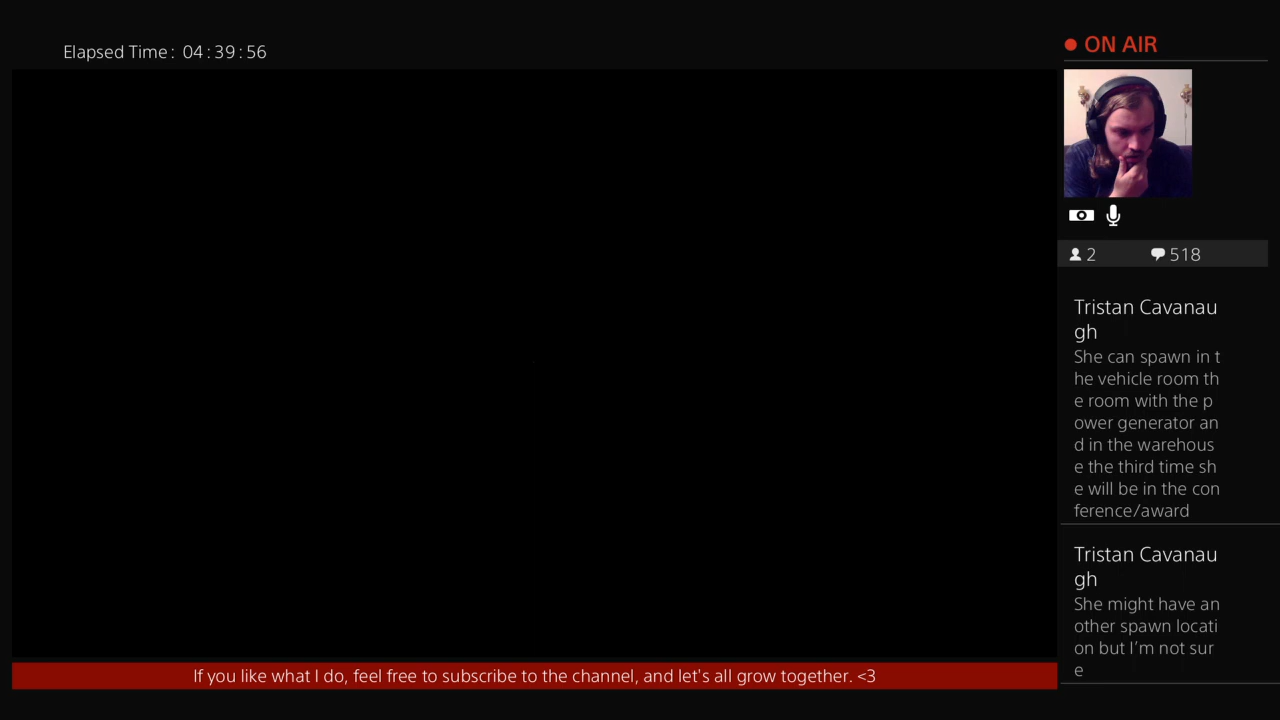 Elapsed Time: 04:39:56
ON AIR
2 518
Tristan Cavanau
gh
She can spawn in t
he vehicle room th
e room with the p
ower generator an
d in the warehous
e the third time sh
e will be in the con
ference/award
Tristan Cavanau
gh
She might have an
other spawn locati
on but I'm not sur
e
If you like what I do, feel free to subscribe to the channel, and let's all grow together. <3